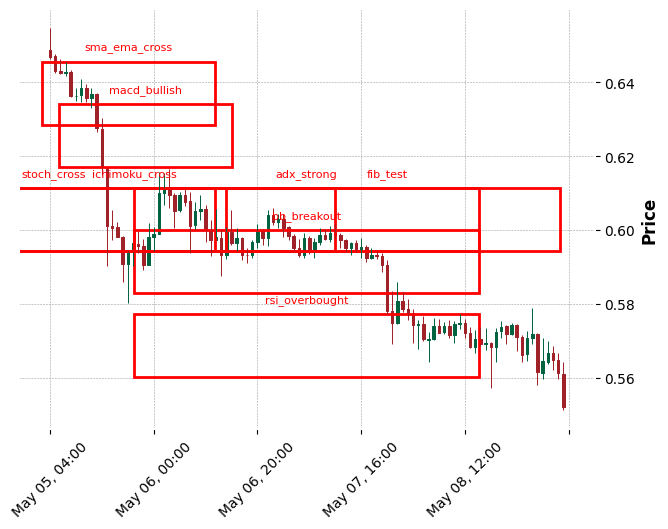 sma_ema_cross
macd_bullish
stoch_cross ichimoku_cross adx_strong fib_test
rsi_overbought
0.64
0.62
0.60
0.58
0.56
Price
May 05, 04:00
May 06, 00:00
May 06, 20:00
May 07, 16:00
May 08, 12:00